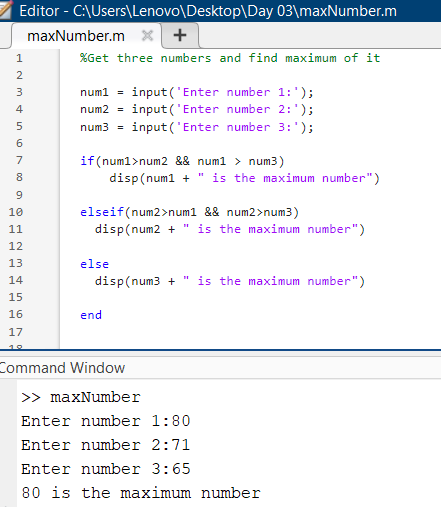 Editor - C:\Users\Lenovo\Desktop\Day 03\maxNumber.m
maxNumber.m × +
1 %Get three numbers and find maximum of it
2
3 num1 = input('Enter number 1:');
4 num2 = input('Enter number 2:');
5 num3 = input('Enter number 3:');
6
7 if(num1>num2 && num1 > num3)
8 disp(num1 + " is the maximum number")
9
10 elseif(num2>num1 && num2>num3)
11 disp(num2 + " is the maximum number")
12
13 else
14 disp(num3 + " is the maximum number")
15
16 end
17
18
Command Window
>> maxNumber
Enter number 1:80
Enter number 2:71
Enter number 3:65
80 is the maximum number